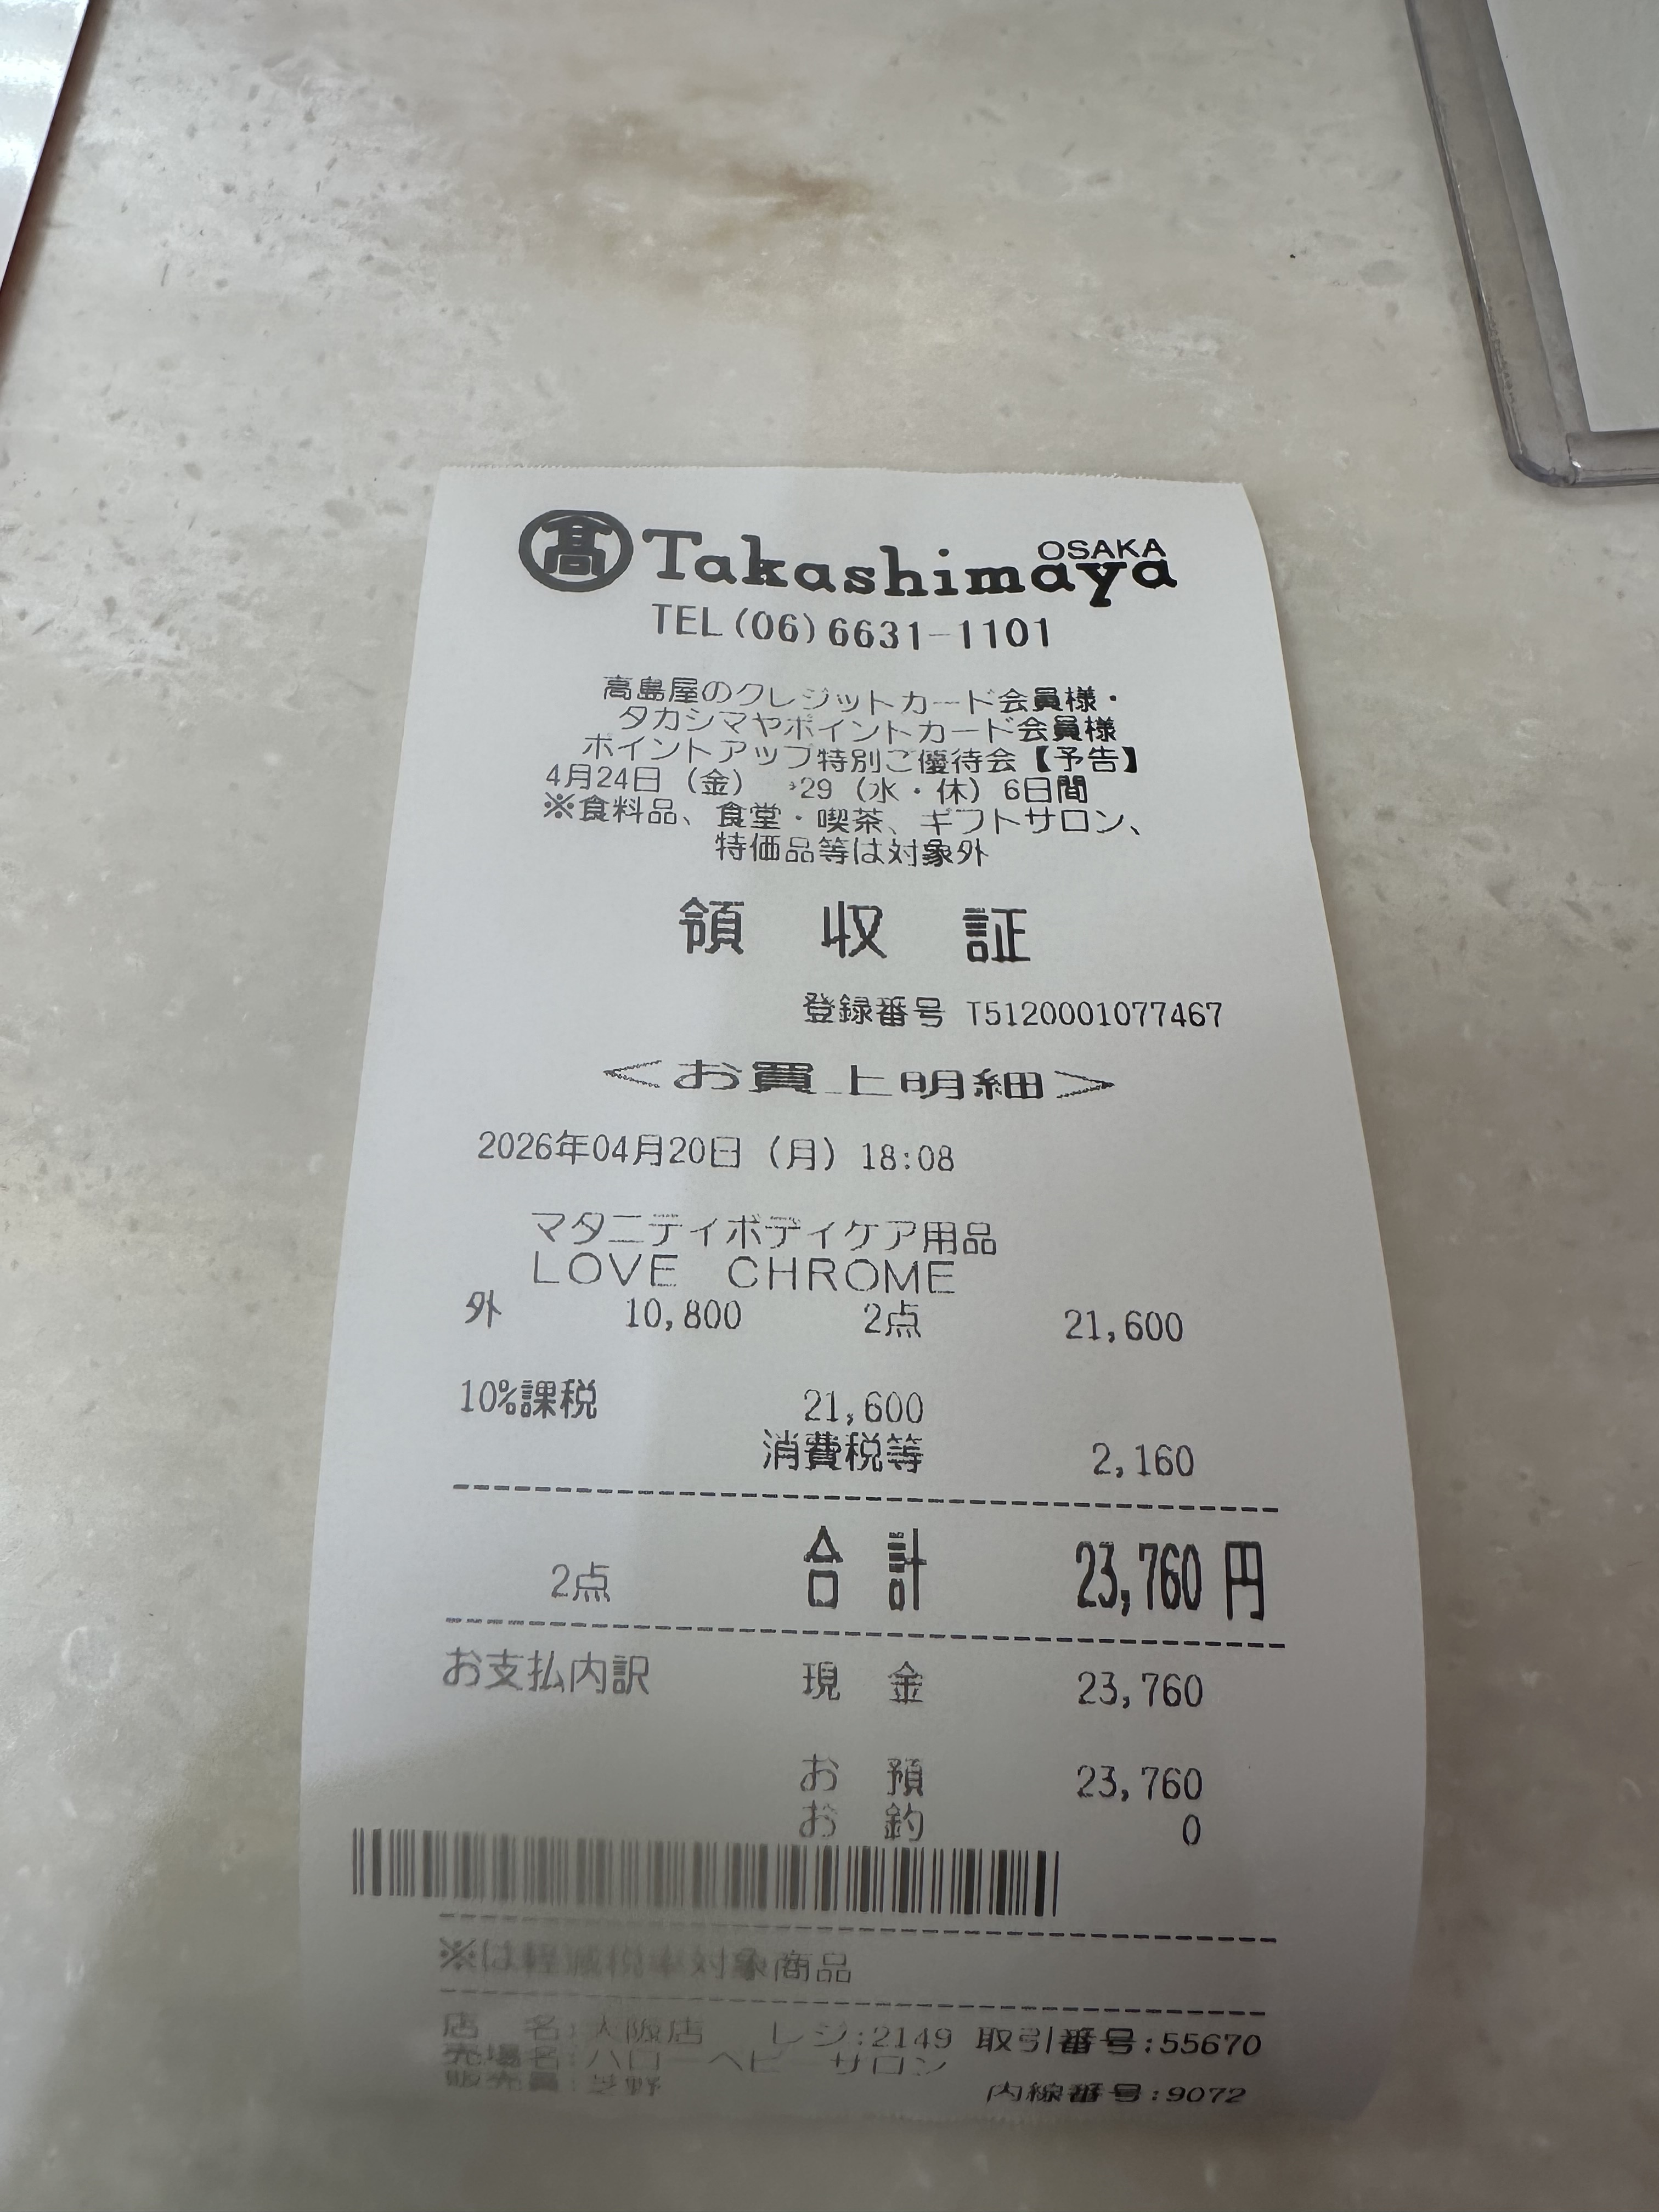 髙 Takashimaya OSAKA
TEL(06)6631-1101
高島屋のクレジットカード会員様・
タカシマヤポイントカード会員様
ポイントアップ特別ご優待会【予告】
4月24日(金) 29(水・休)6日間
※食料品、食堂・喫茶、ギフトサロン、
特価品等は対象外
領 収 証
登録番号 T5120001077467
<お買上明細>
2026年04月20日(月)18:08
マタニティボディケア用品
LOVE CHROME
外 10,800 2点 21,600
10%課税 21,600
消費税等 2,160
2点 合 計 23,760円
お支払内訳 現 金 23,760
お 預 23,760
お 釣 0
※は軽減税率対象商品
店 名:大阪店 レジ:2149 取引番号:55670
売場名:ハローベビー サロン
販売員:芝野 内線番号:9072